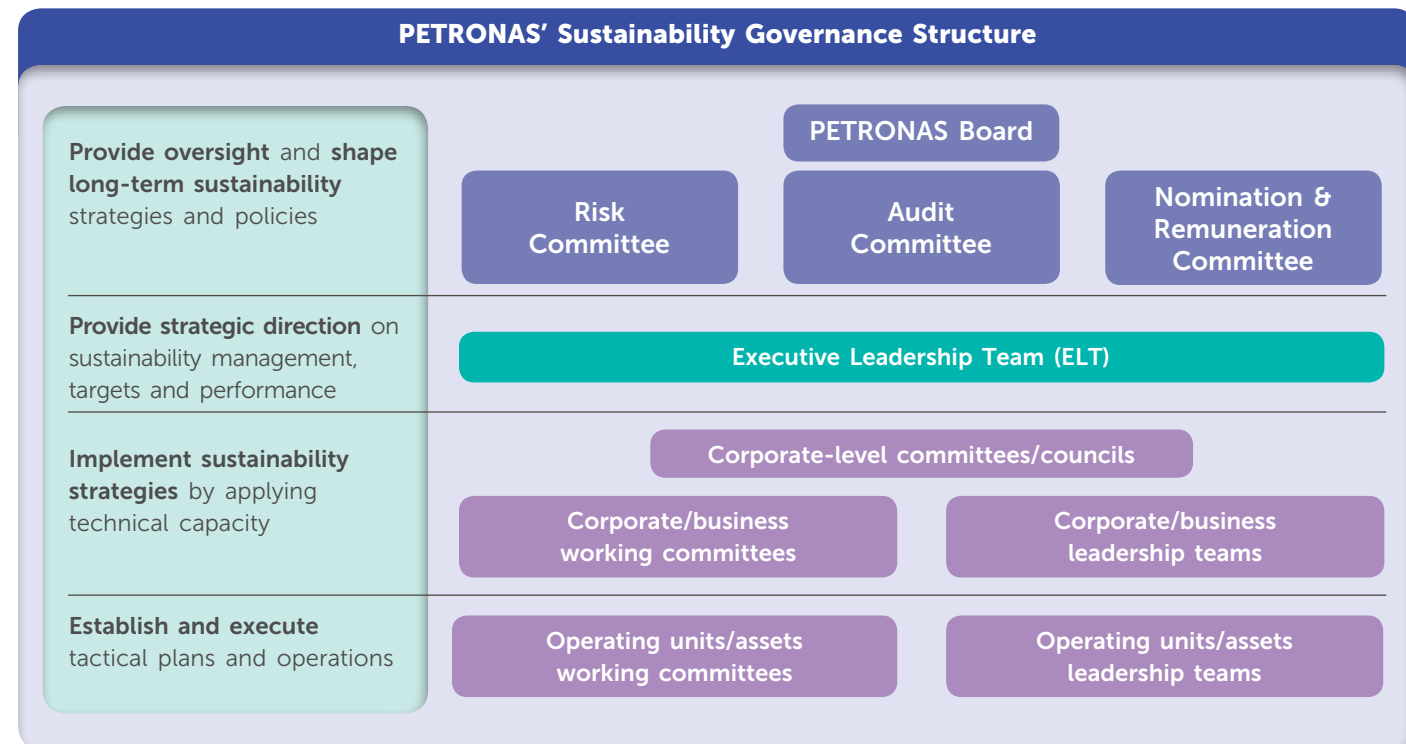 PETRONAS’ Sustainability Governance Structure
Provide oversight and shape
long-term sustainability
strategies and policies
PETRONAS Board
Risk
Committee
Audit
Committee
Nomination &
Remuneration
Committee
Provide strategic direction on
sustainability management,
targets and performance
Executive Leadership Team (ELT)
Implement sustainability
strategies by applying
technical capacity
Corporate-level committees/councils
Corporate/business
working committees
Corporate/business
leadership teams
Establish and execute
tactical plans and operations
Operating units/assets
working committees
Operating units/assets
leadership teams